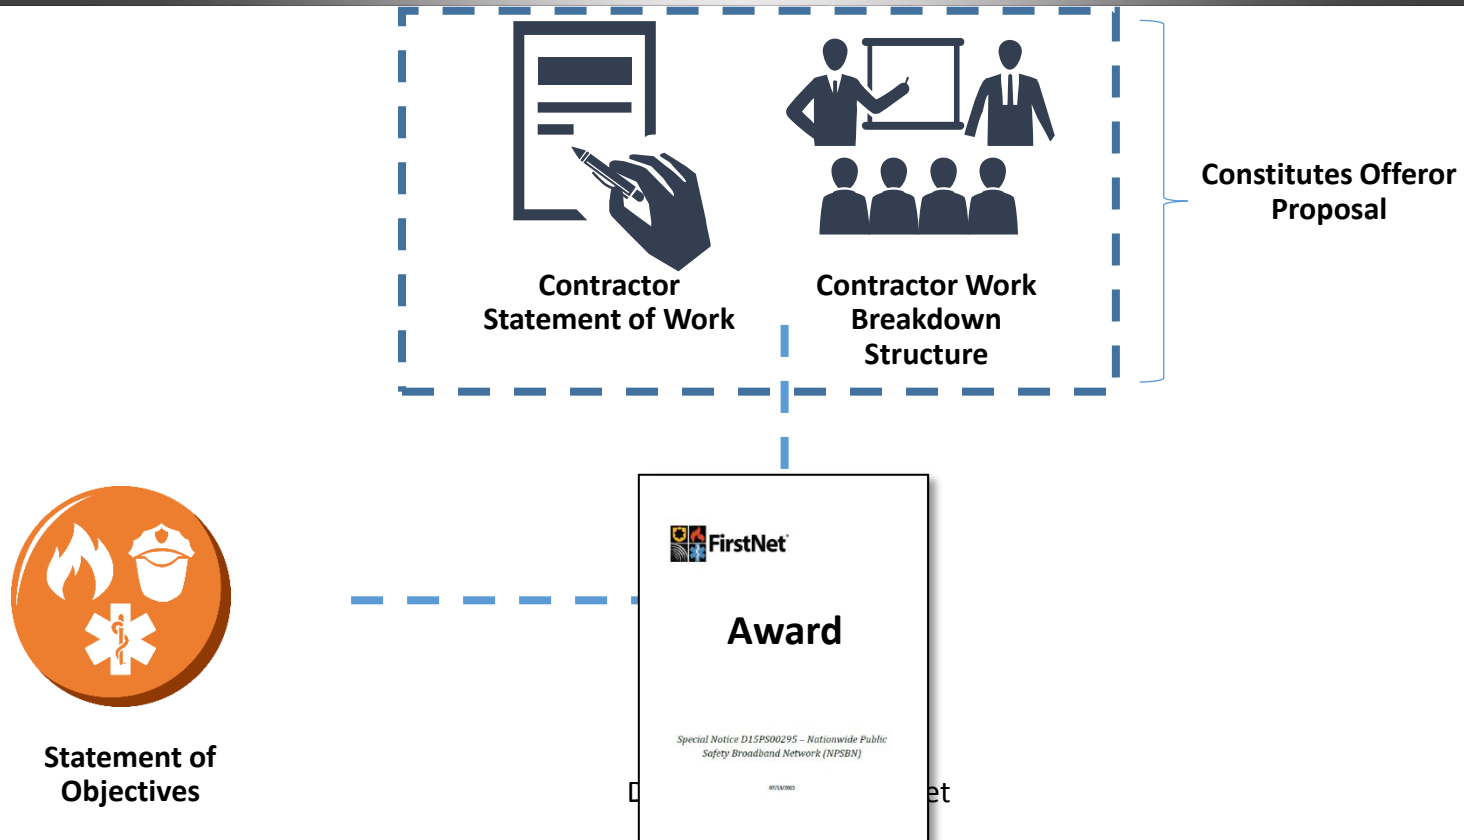 Constitutes Offeror
Proposal
Contractor
Statement of Work
Contractor Work
Breakdown
Structure
FirstNet
Award
Special Notice D15PS00295 – Nationwide Public
Safety Broadband Network (NPSBN)
Statement of
Objectives